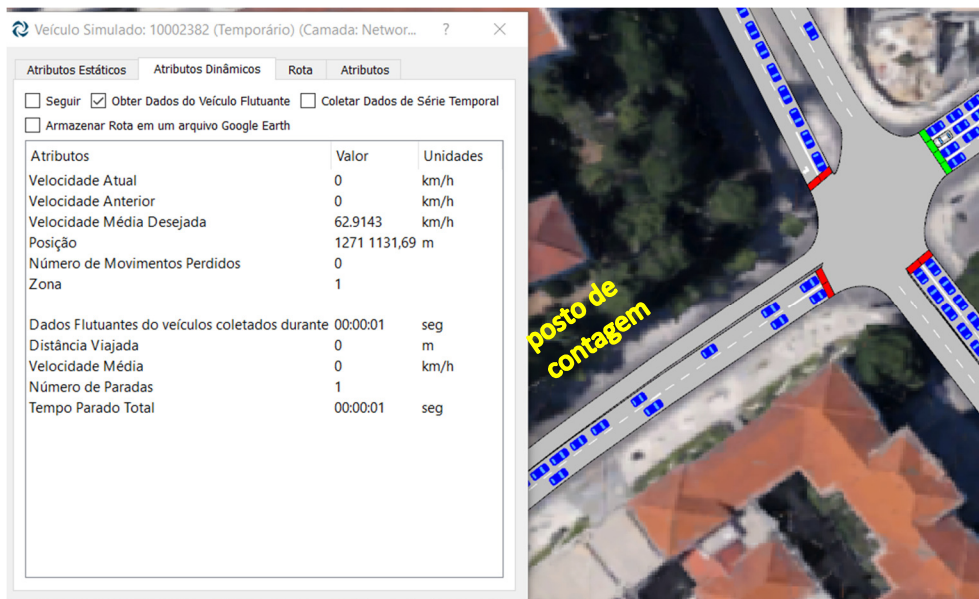 Veículo Simulado: 10002382 (Temporário) (Camada: Networ... ?
Atributos Estáticos Atributos Dinâmicos Rota Atributos
Seguir Obter Dados do Veículo Flutuante Coletar Dados de Série Temporal
Armazenar Rota em um arquivo Google Earth
Atributos Valor Unidades
Velocidade Atual 0 km/h
Velocidade Anterior 0 km/h
Velocidade Média Desejada 62.9143 km/h
Posição 1271 1131,69 m
Número de Movimentos Perdidos 0
Zona 1
Dados Flutuantes do veículos coletados durante 00:00:01 seg
Distância Viajada 0 m
Velocidade Média 0 km/h
Número de Paradas 1
Tempo Parado Total 00:00:01 seg
posto de
contagem